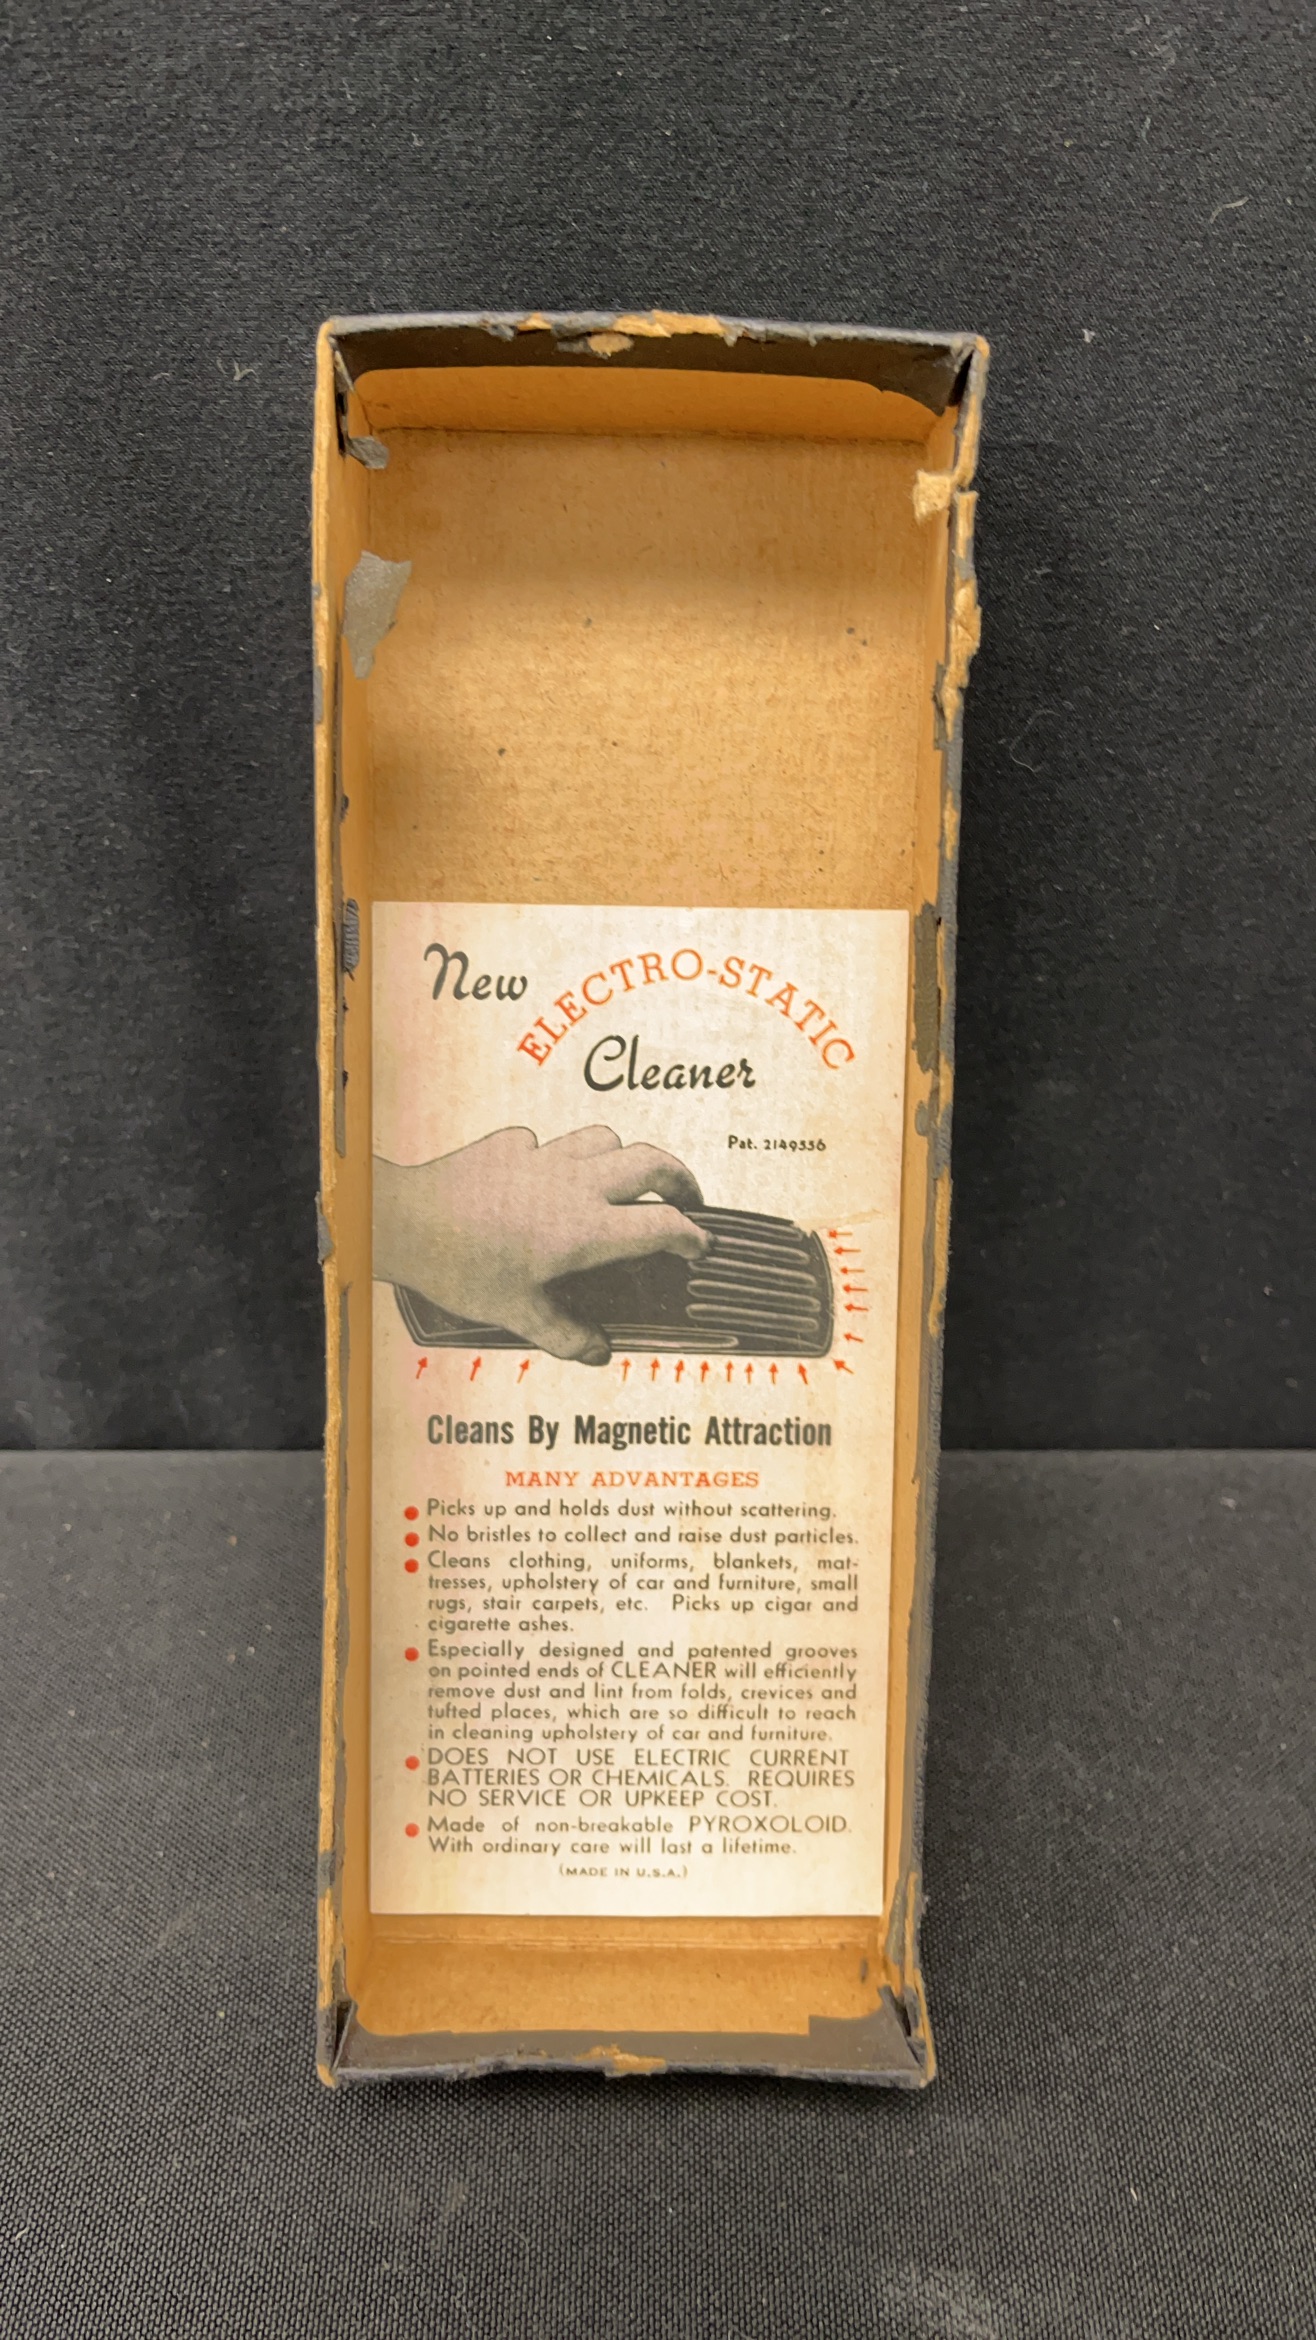 New ELECTRO-STATIC
Cleaner
Pat. 2149556
Cleans By Magnetic Attraction
MANY ADVANTAGES
Picks up and holds dust without scattering.
No bristles to collect and raise dust particles.
Cleans clothing, uniforms, blankets, mat-
tresses, upholstery of car and furniture, small
rugs, stair carpets, etc. Picks up cigar and
cigarette ashes.
Especially designed and patented grooves
on pointed ends of CLEANER will efficiently
remove dust and lint from folds, crevices and
tufted places, which are so difficult to reach
in cleaning upholstery of car and furniture.
DOES NOT USE ELECTRIC CURRENT
BATTERIES OR CHEMICALS. REQUIRES
NO SERVICE OR UPKEEP COST.
Made of non-breakable PYROXOLOID.
With ordinary care will last a lifetime.
(MADE IN U.S.A.)